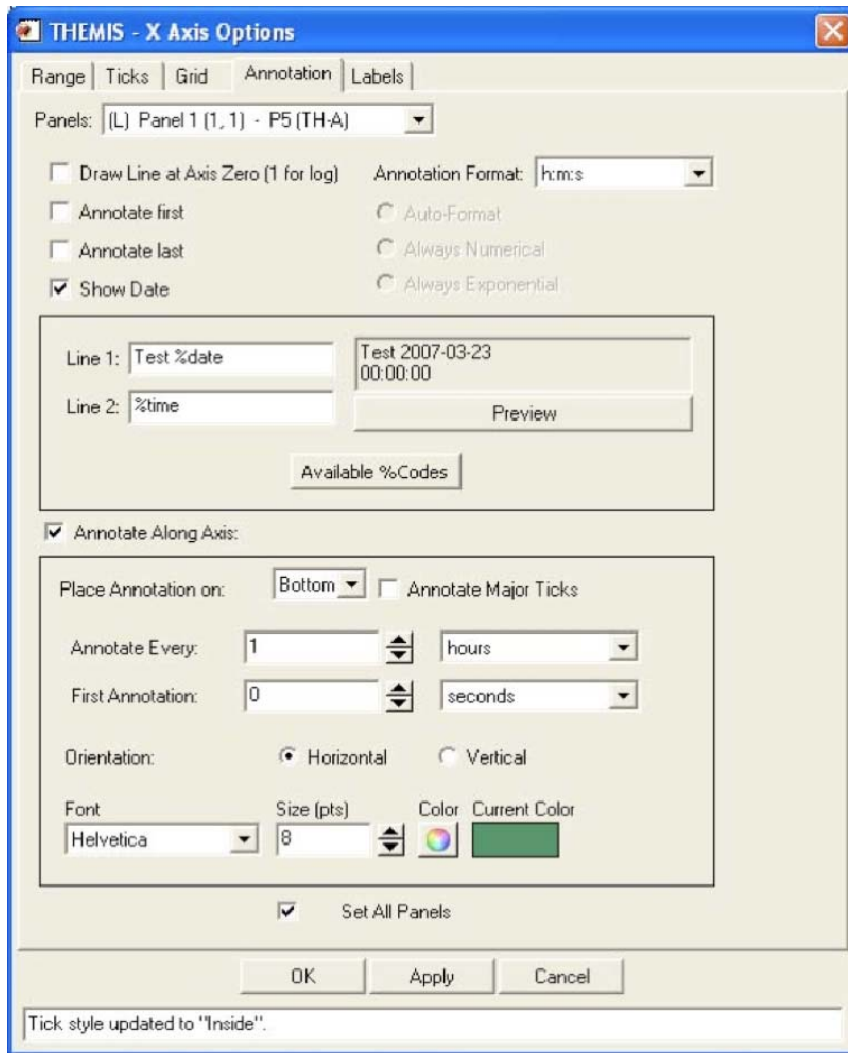 THEMIS - X Axis Options
Range Ticks Grid Annotation Labels
Panels: (L) Panel 1 (1, 1) - P5 (TH-A)
Draw Line at Axis Zero (1 for log) Annotation Format: h:m:s
Annotate first Auto-Format
Annotate last Always Numerical
Show Date Always Exponential
Line 1: Test %date Test 2007-03-23
00:00:00
Line 2: %time Preview
Available %Codes
Annotate Along Axis:
Place Annotation on: Bottom Annotate Major Ticks
Annotate Every: 1 hours
First Annotation: 0 seconds
Orientation: Horizontal Vertical
Font Size (pts) Color Current Color
Helvetica 8
Set All Panels
OK Apply Cancel
Tick style updated to "Inside".